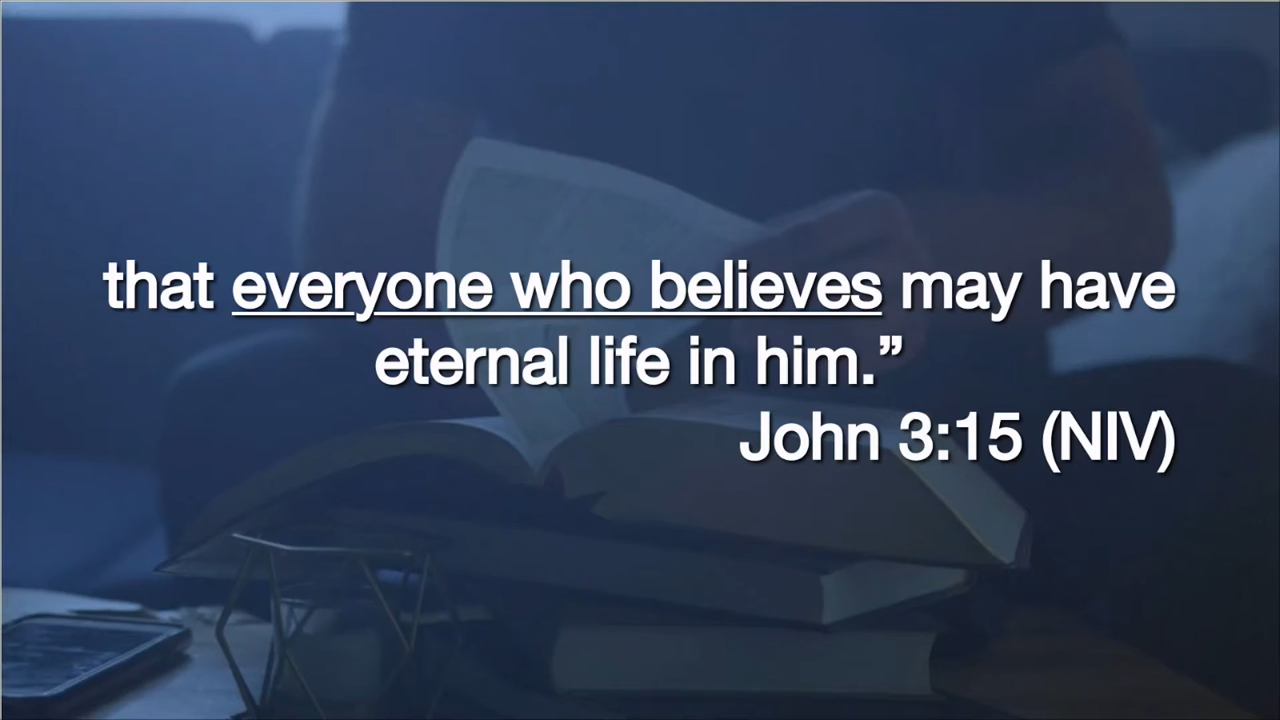 that everyone who believes may have
eternal life in him.”
John 3:15 (NIV)